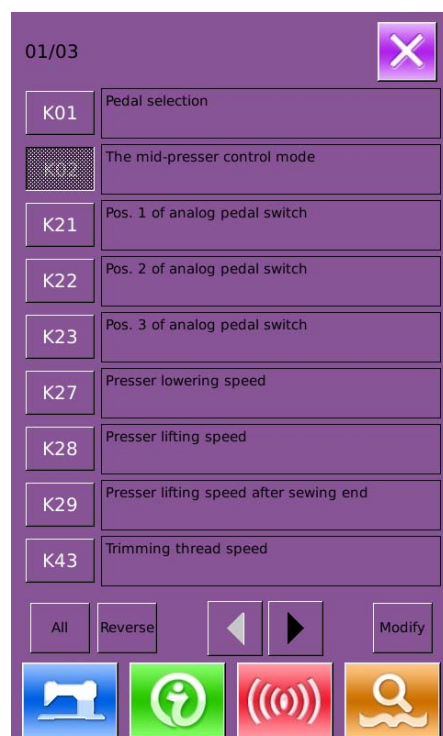 01/03
K01 Pedal selection
K02 The mid-presser control mode
K21 Pos. 1 of analog pedal switch
K22 Pos. 2 of analog pedal switch
K23 Pos. 3 of analog pedal switch
K27 Presser lowering speed
K28 Presser lifting speed
K29 Presser lifting speed after sewing end
K43 Trimming thread speed
All Reverse Modify